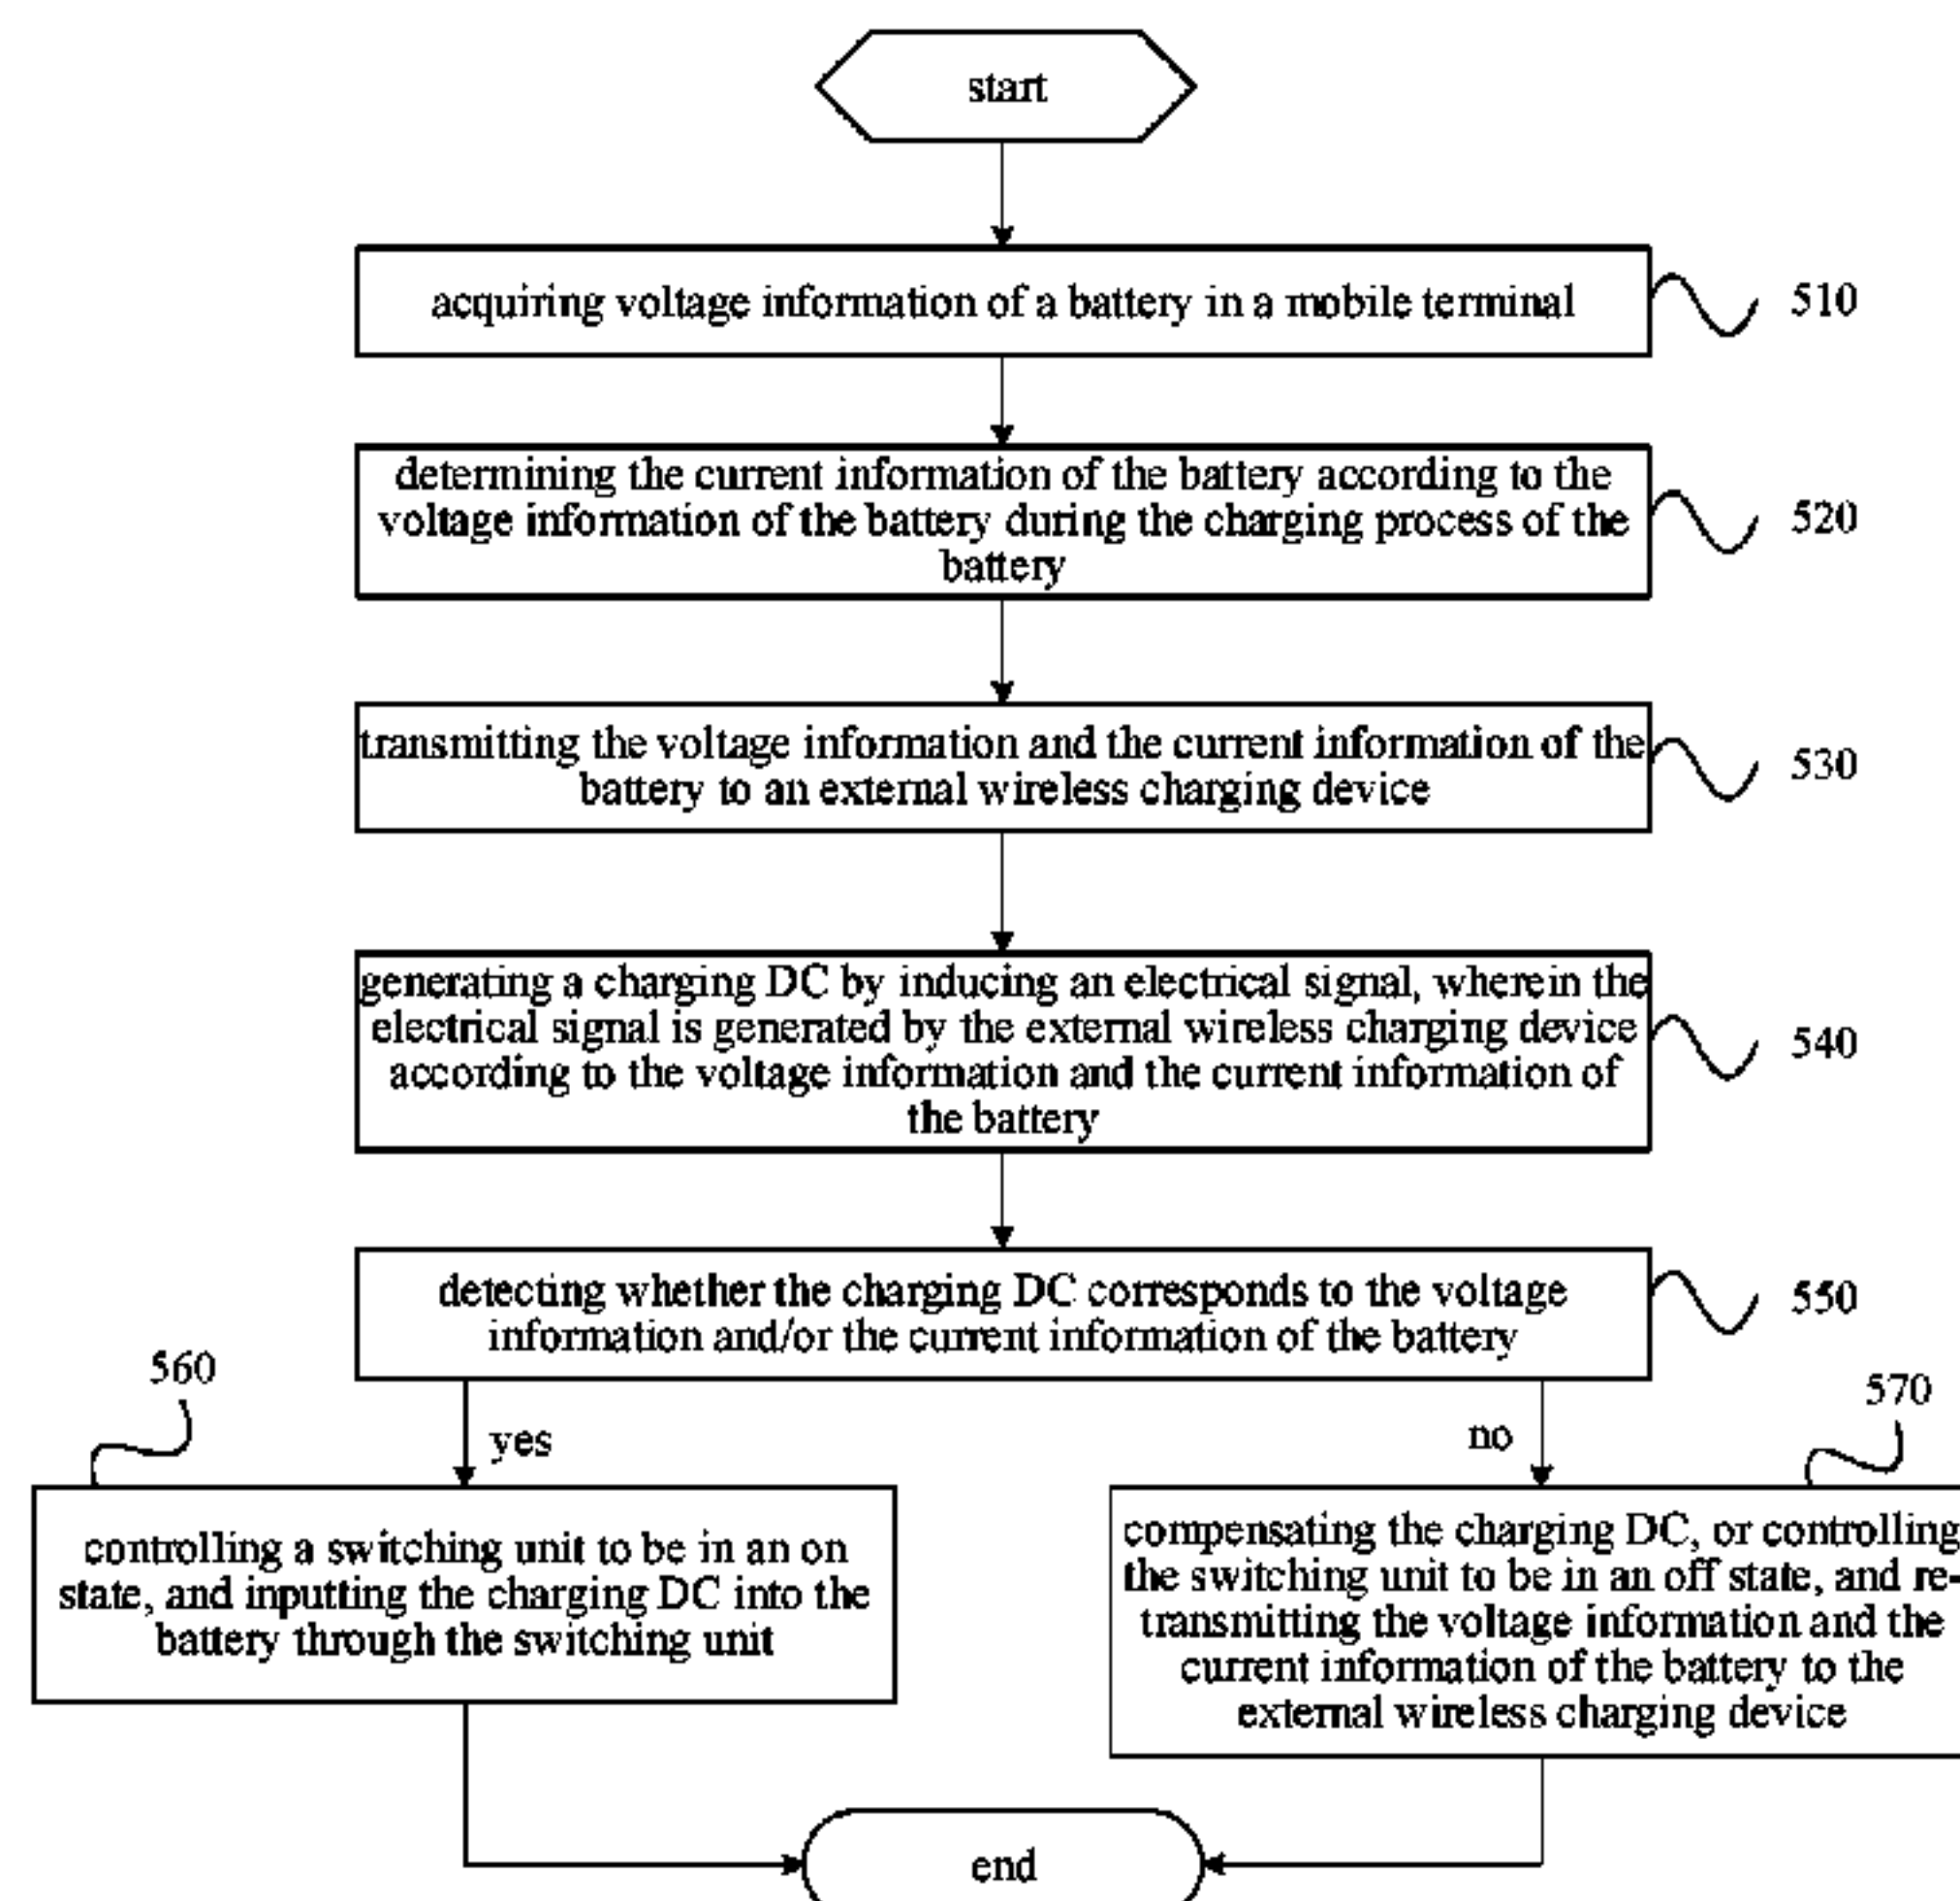 start
acquiring voltage information of a battery in a mobile terminal
510
determining the current information of the battery according to the
voltage information of the battery during the charging process of the
battery
520
transmitting the voltage information and the current information of the
battery to an external wireless charging device
530
generating a charging DC by inducing an electrical signal, wherein the
electrical signal is generated by the external wireless charging device
according to the voltage information and the current information of
the battery
540
detecting whether the charging DC corresponds to the voltage
information and/or the current information of the battery
550
560
yes
no
570
controlling a switching unit to be in an on
state, and inputting the charging DC into the
battery through the switching unit
compensating the charging DC, or controlling
the switching unit to be in an off state, and re-
transmitting the voltage information and the
current information of the battery to the
external wireless charging device
end